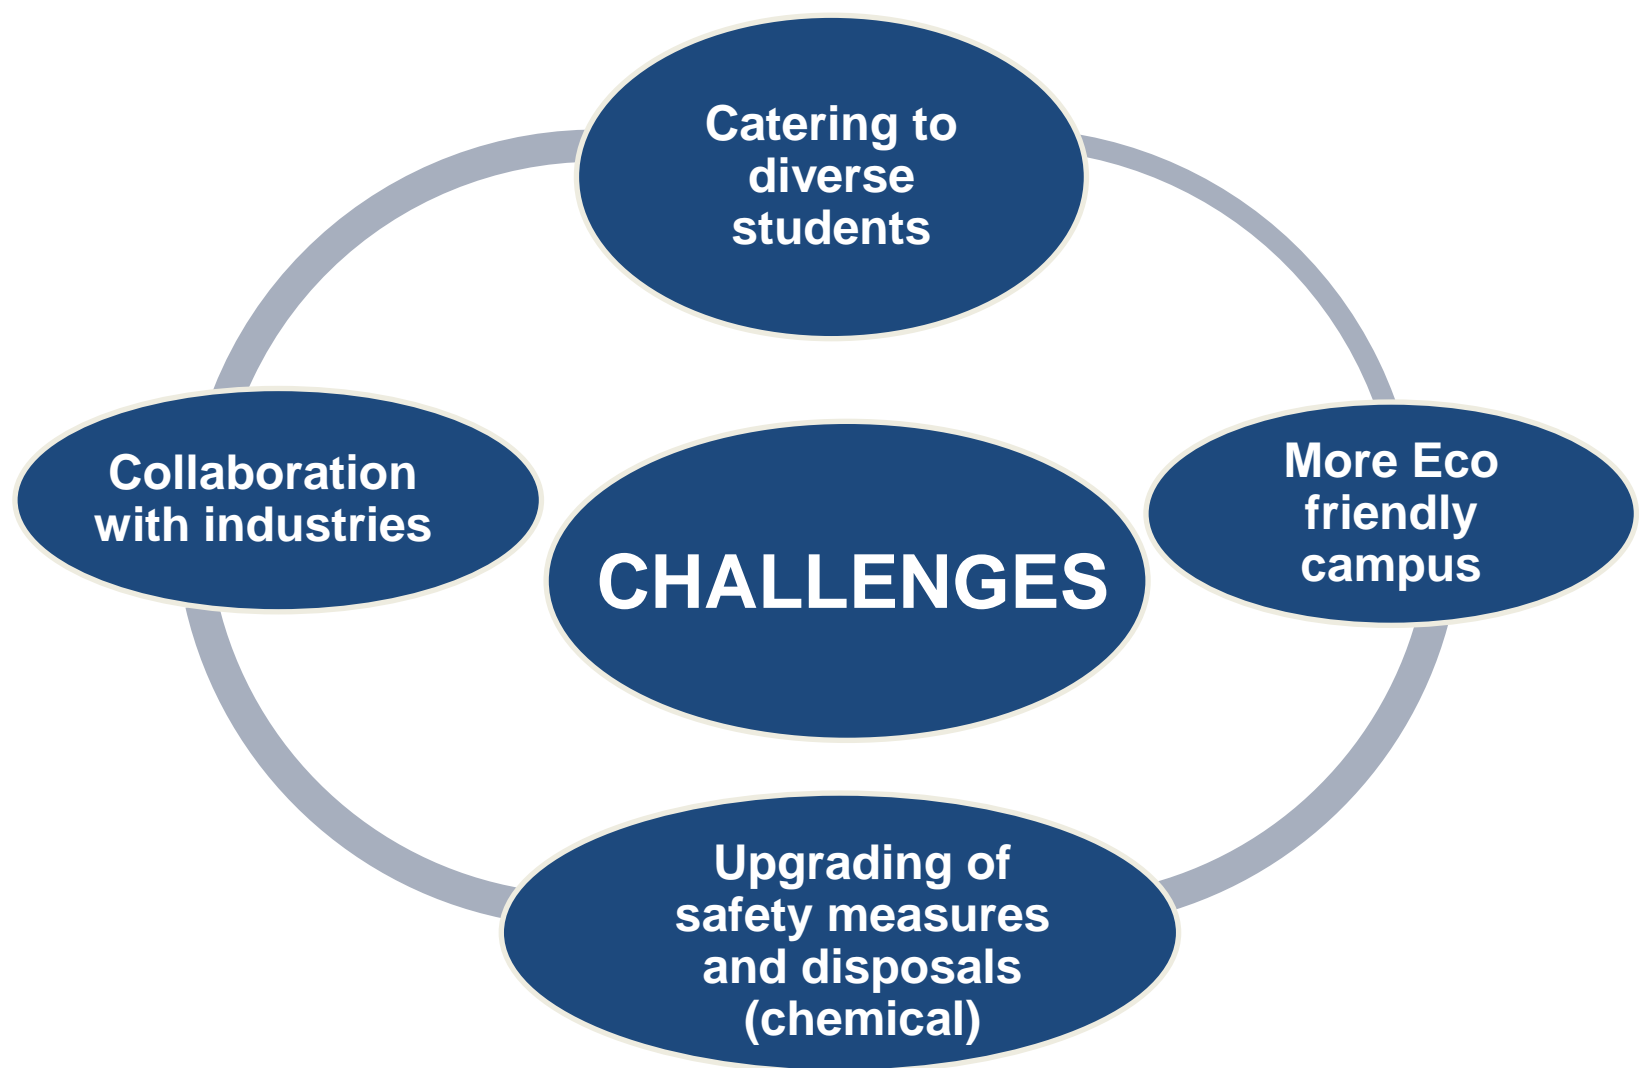 Catering to
diverse
students
Collaboration
with industries
More Eco
friendly
campus
CHALLENGES
Upgrading of
safety measures
and disposals
(chemical)